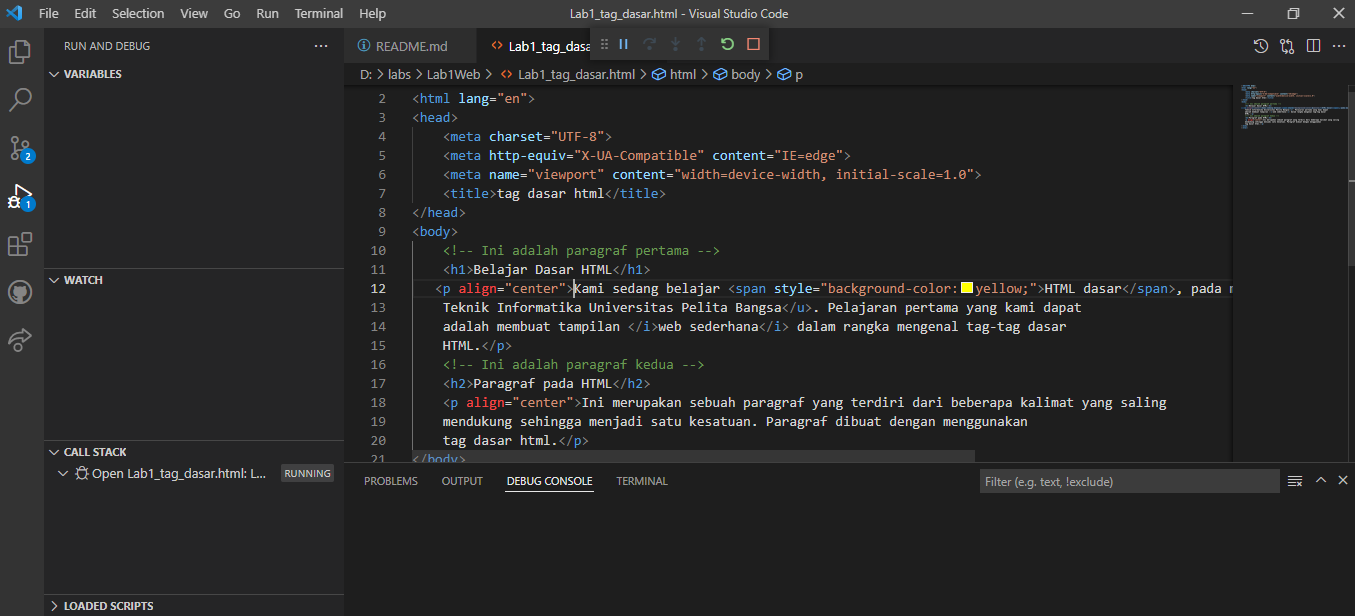 File Edit Selection View Go Run Terminal Help Lab1_tag_dasar.html - Visual Studio Code
RUN AND DEBUG ···
VARIABLES
WATCH
CALL STACK
Open Lab1_tag_dasar.html: L... RUNNING
LOADED SCRIPTS
2
1
README.md <> Lab1_tag_dasa
D: > labs > Lab1Web > <> Lab1_tag_dasar.html > html > body > p
2 <html lang="en">
3 <head>
4 <meta charset="UTF-8">
5 <meta http-equiv="X-UA-Compatible" content="IE=edge">
6 <meta name="viewport" content="width=device-width, initial-scale=1.0">
7 <title>tag dasar html</title>
8 </head>
9 <body>
10 <!-- Ini adalah paragraf pertama -->
11 <h1>Belajar Dasar HTML</h1>
12 <p align="center">Kami sedang belajar <span style="background-color:yellow;">HTML dasar</span>, pada
13 Teknik Informatika Universitas Pelita Bangsa</u>. Pelajaran pertama yang kami dapat
14 adalah membuat tampilan </i>web sederhana</i> dalam rangka mengenal tag-tag dasar
15 HTML.</p>
16 <!-- Ini adalah paragraf kedua -->
17 <h2>Paragraf pada HTML</h2>
18 <p align="center">Ini merupakan sebuah paragraf yang terdiri dari beberapa kalimat yang saling
19 mendukung sehingga menjadi satu kesatuan. Paragraf dibuat dengan menggunakan
20 tag dasar html.</p>
21 </body>
PROBLEMS OUTPUT DEBUG CONSOLE TERMINAL Filter (e.g. text, !exclude)